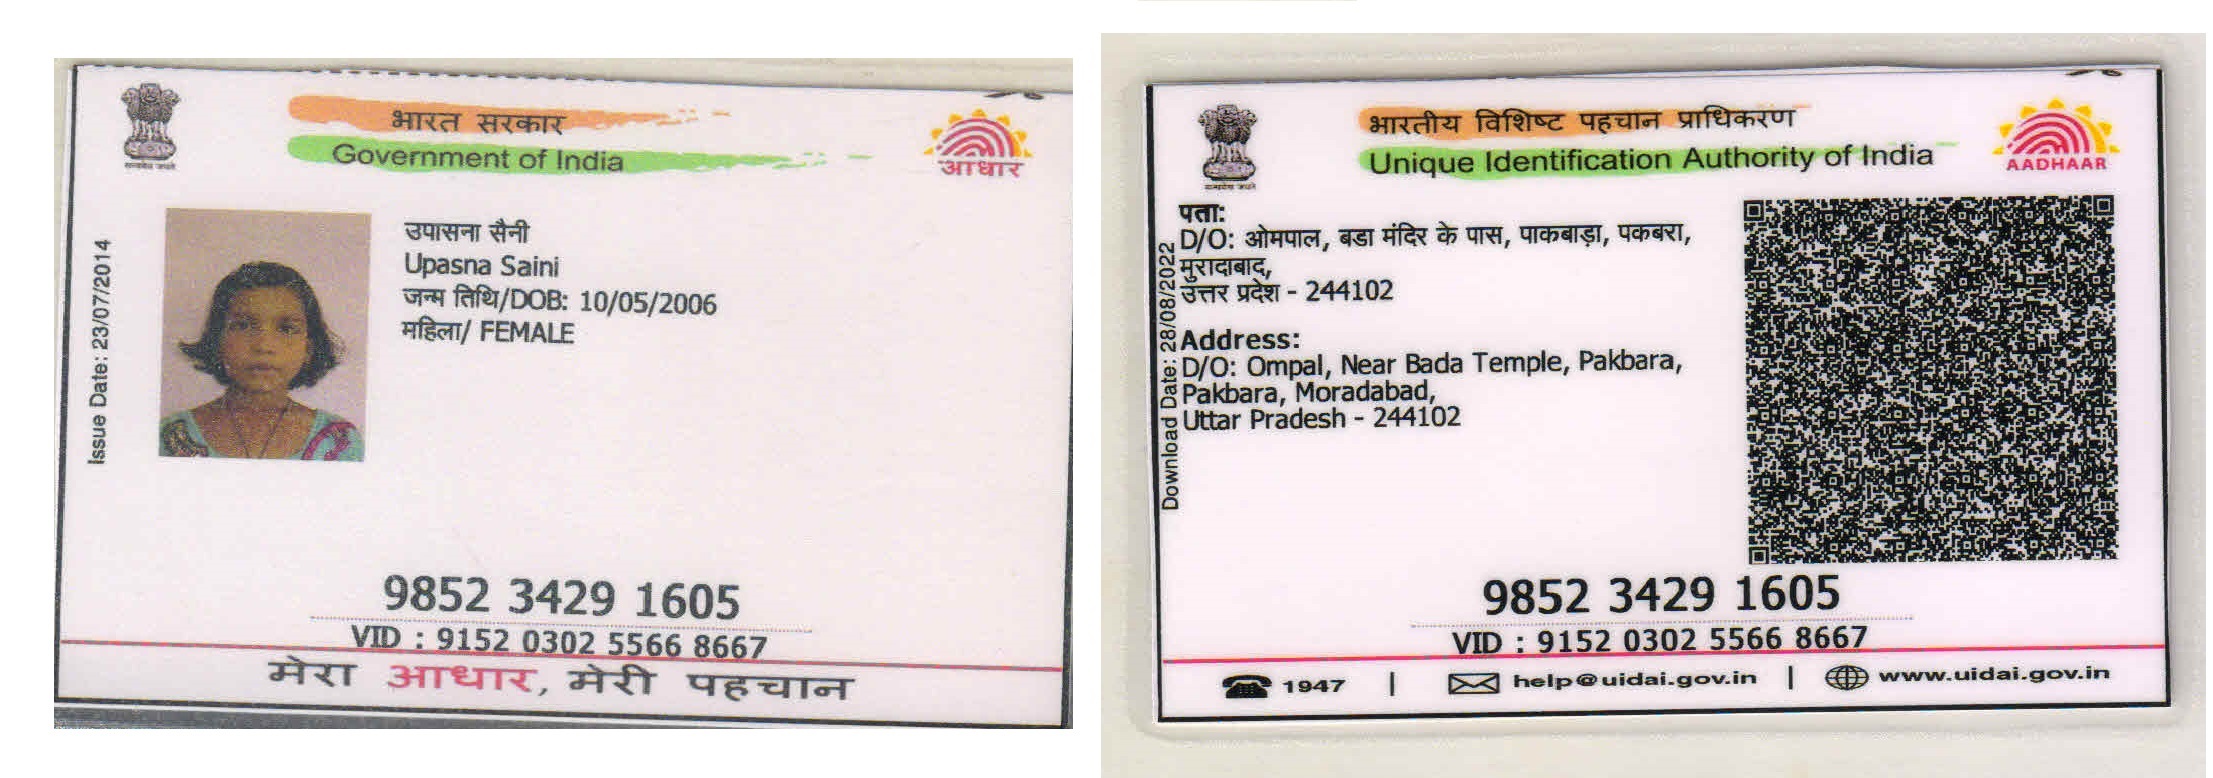 भारत सरकार
Government of India
आधार
Issue Date: 23/07/2014
उपासना सैनी
Upasna Saini
जन्म तिथि/DOB: 10/05/2006
महिला/ FEMALE
9852 3429 1605
VID : 9152 0302 5566 8667
मेरा आधार, मेरी पहचान
भारतीय विशिष्ट पहचान प्राधिकरण
Unique Identification Authority of India
AADHAAR
Download Date: 28/08/2022
पता:
D/O: ओमपाल, बडा मंदिर के पास, पाकबाड़ा, पकबरा,
मुरादाबाद,
उत्तर प्रदेश - 244102
Address:
D/O: Ompal, Near Bada Temple, Pakbara,
Pakbara, Moradabad,
Uttar Pradesh - 244102
9852 3429 1605
VID : 9152 0302 5566 8667
1947 | help@uidai.gov.in | www.uidai.gov.in